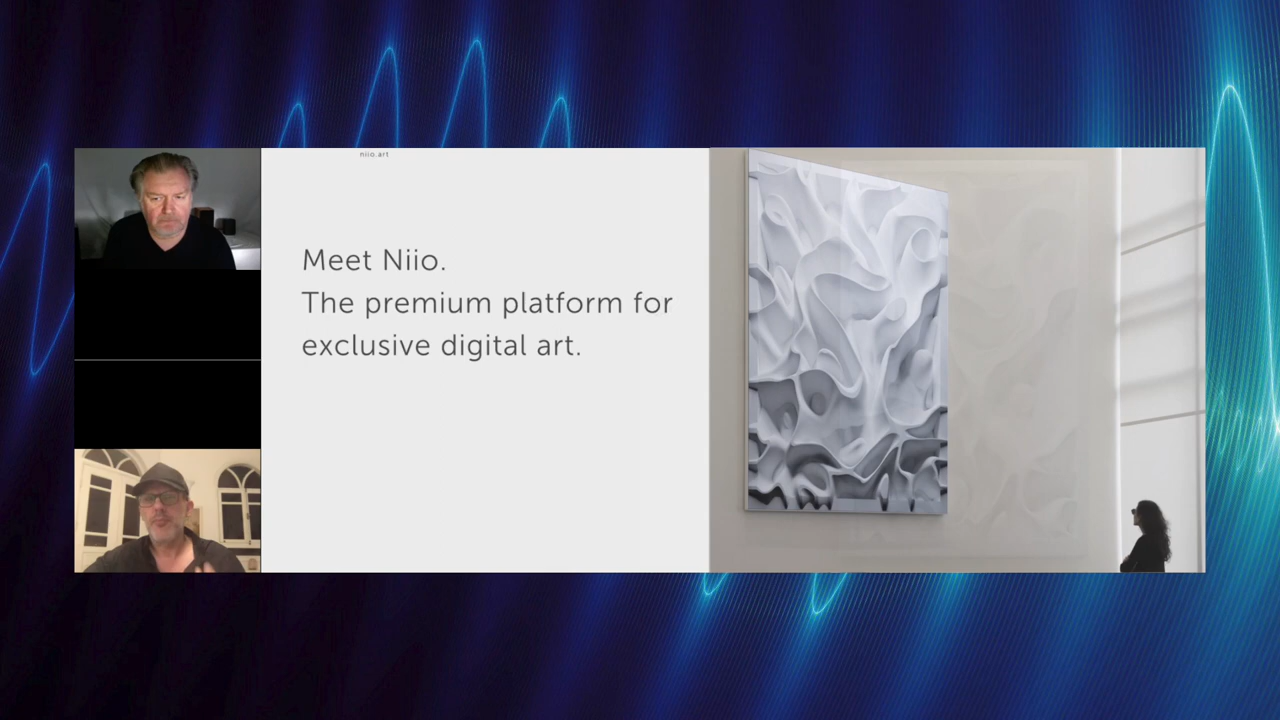 niio.art
Meet Niio.
The premium platform for
exclusive digital art.